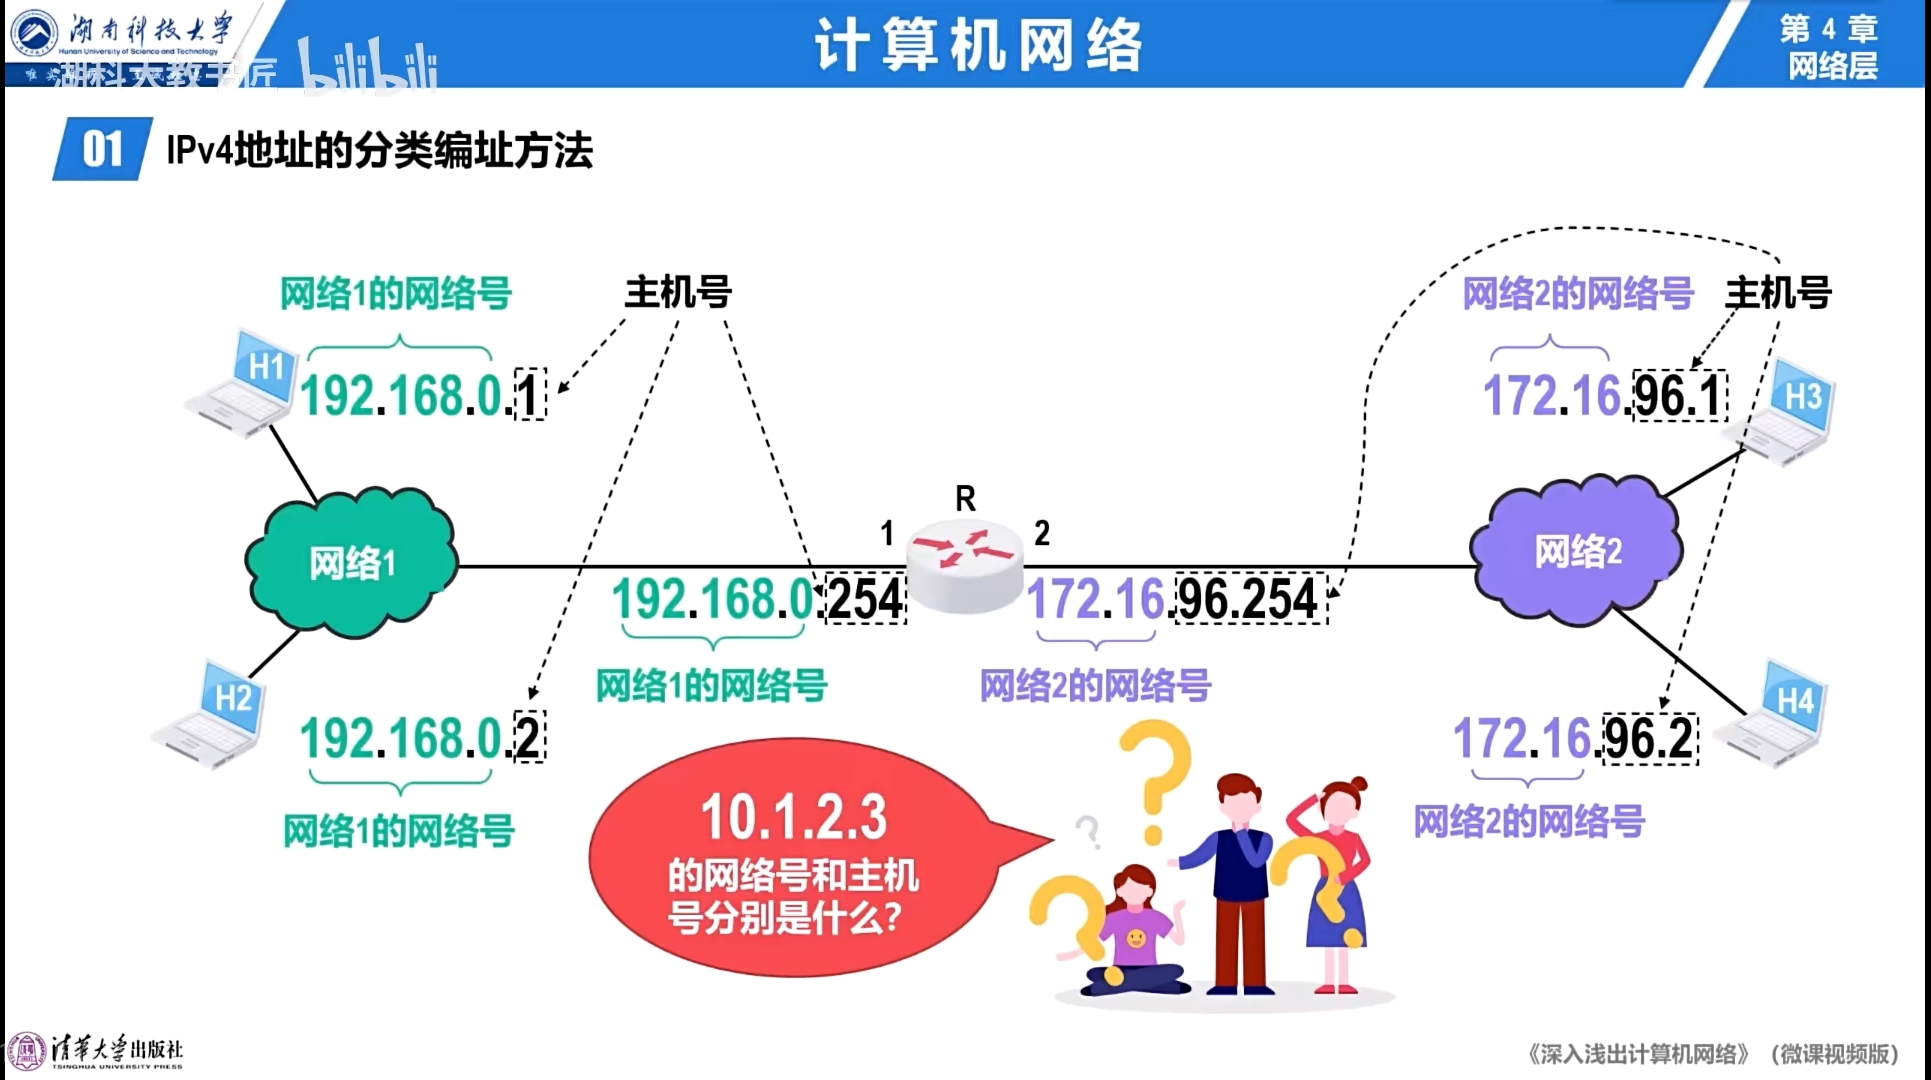 湖南科技大学
Hunan University of Science and Technology
湖科大教书匠 bilibili
计算机网络
第 4 章
网络层
01 IPv4地址的分类编址方法
网络1的网络号 主机号
网络2的网络号 主机号
H1
192.168.0.1
172.16.96.1
H3
R
1 2
网络1
网络2
192.168.0.254
172.16.96.254
网络1的网络号
网络2的网络号
H2
192.168.0.2
172.16.96.2
H4
网络1的网络号
网络2的网络号
10.1.2.3
的网络号和主机
号分别是什么?
清华大学出版社
TSINGHUA UNIVERSITY PRESS
《深入浅出计算机网络》（微课视频版）